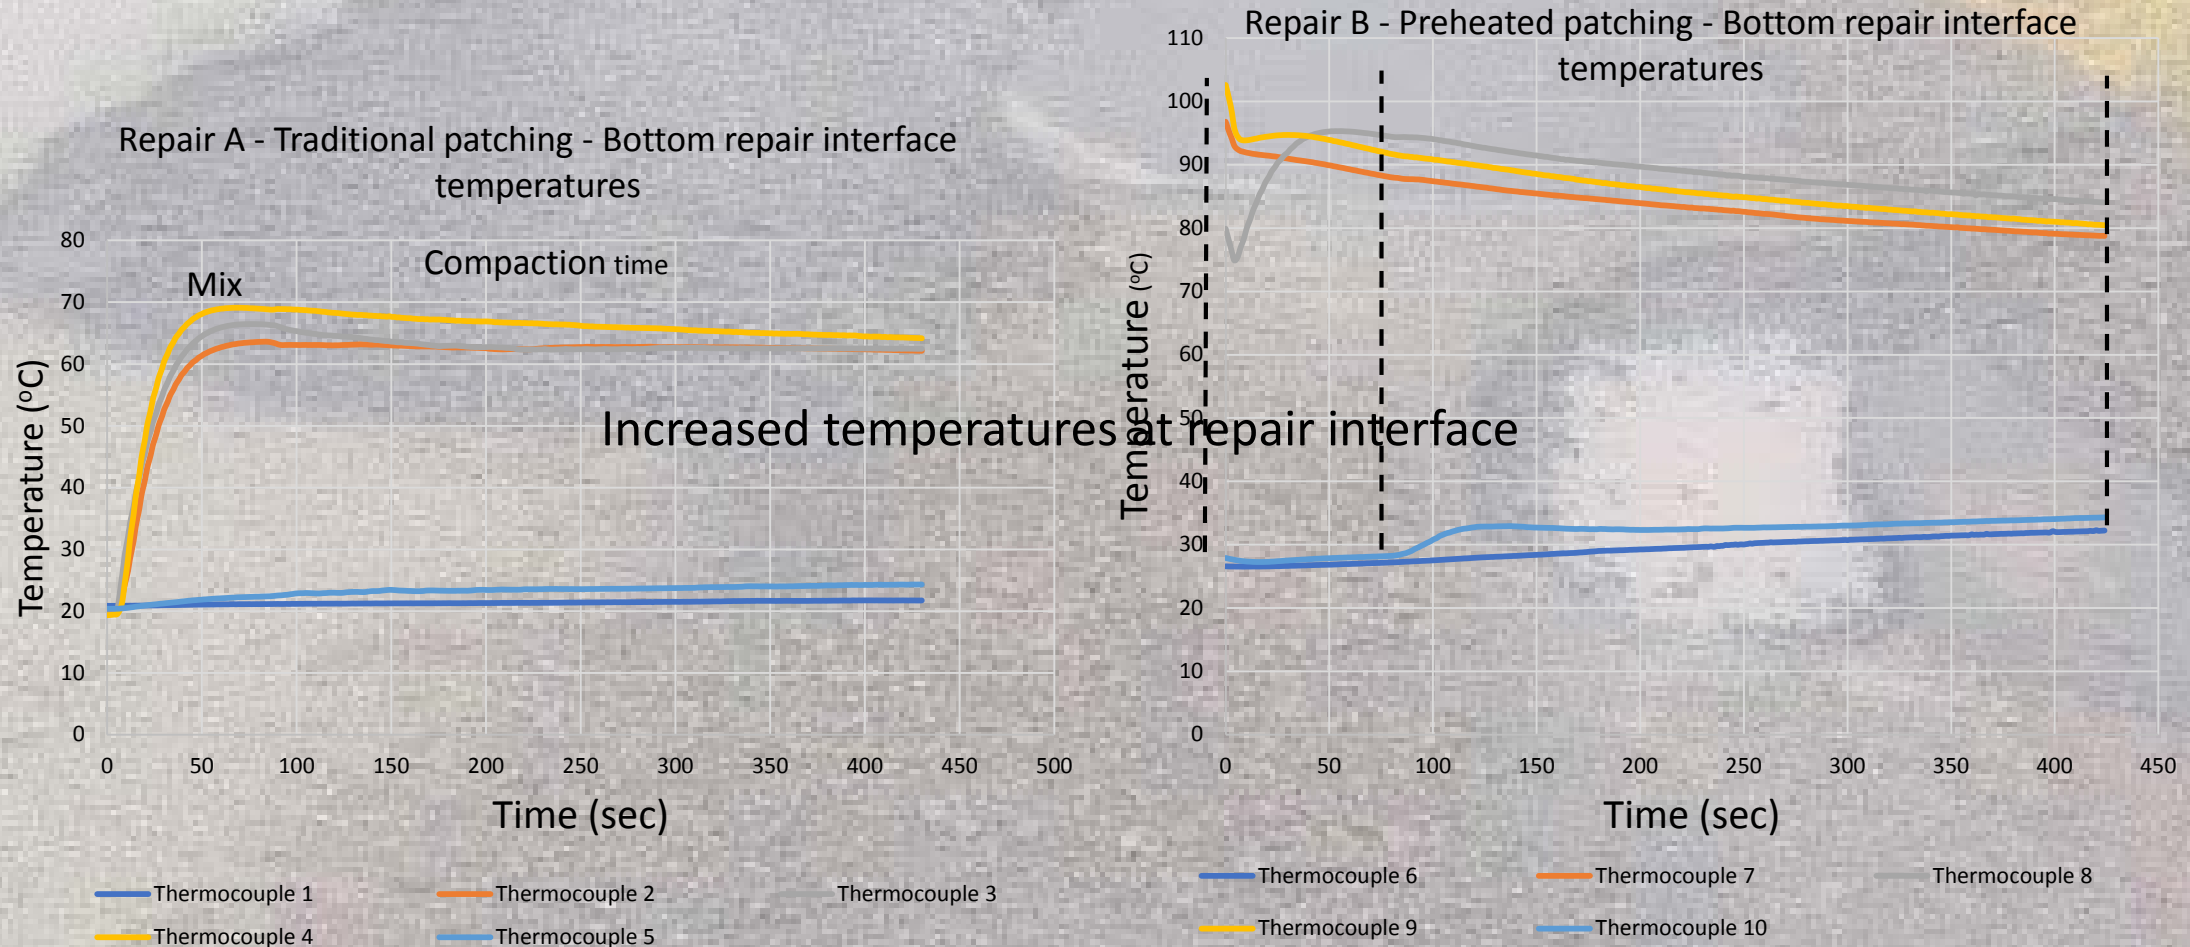 Repair A - Traditional patching - Bottom repair interface
temperatures
Mix
Compaction time
80
70
60
50
40
30
20
10
0
Temperature (oC)
0 50 100 150 200 250 300 350 400 450 500
Time (sec)
Thermocouple 1 Thermocouple 2 Thermocouple 3
Thermocouple 4 Thermocouple 5
Increased temperatures at repair interface
Repair B - Preheated patching - Bottom repair interface
temperatures
110
100
90
80
70
60
50
40
30
20
10
0
Temperature (oC)
0 50 100 150 200 250 300 350 400 450
Time (sec)
Thermocouple 6 Thermocouple 7 Thermocouple 8
Thermocouple 9 Thermocouple 10